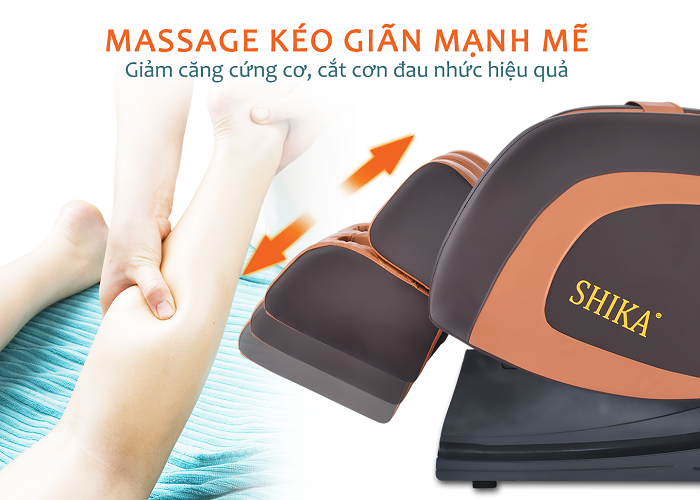 MASSAGE KÉO GIÃN MẠNH MẼ
Giảm căng cứng cơ, cắt cơn đau nhức hiệu quả
SHIKA®